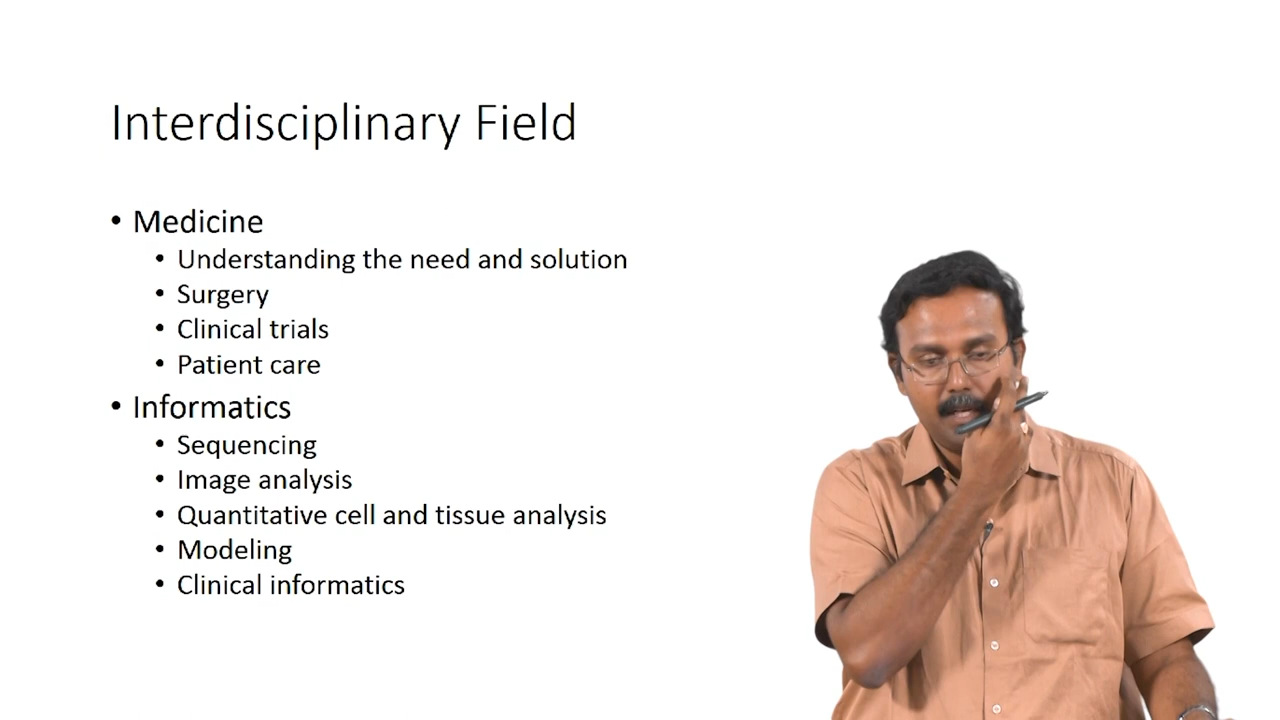 Interdisciplinary Field
• Medicine
• Understanding the need and solution
• Surgery
• Clinical trials
• Patient care
• Informatics
• Sequencing
• Image analysis
• Quantitative cell and tissue analysis
• Modeling
• Clinical informatics